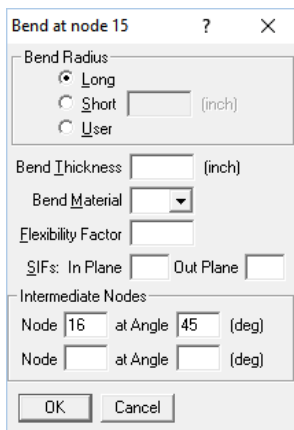 Bend at node 15 ? ×
Bend Radius
Long
Short (inch)
User
Bend Thickness (inch)
Bend Material
Flexibility Factor
SIFs: In Plane Out Plane
Intermediate Nodes
Node 16 at Angle 45 (deg)
Node at Angle (deg)
OK Cancel